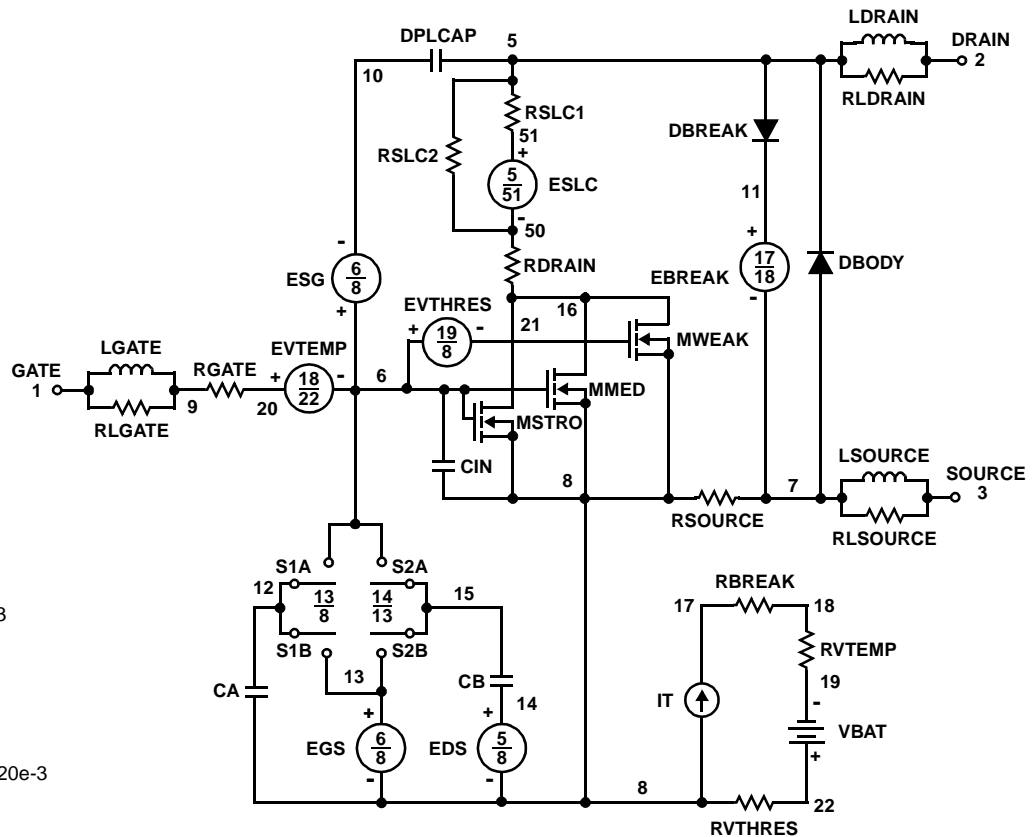 LDRAIN
DPLCAP
5
DRAIN
2
10
RLDRAIN
RSLC1
51
DBREAK
RSLC2
+
5
51
ESLC
11
-
50
-
+
RDRAIN
6
8
ESG
17
18
EBREAK
DBODY
+
-
EVTHRES
16
+
19
8
-
21
MWEAK
LGATE
EVTEMP
GATE
1
RGATE
+
18
22
-
6
MMED
9
20
RLGATE
MSTRO
LSOURCE
CIN
8
7
SOURCE
3
RSOURCE
RLSOURCE
S1A
S2A
12
13
8
14
13
15
RBREAK
17
18
3
S1B
S2B
RVTEMP
13
CB
19
CA
14
IT
-
+
+
VBAT
EGS
6
8
EDS
5
8
+
20e-3
-
-
8
22
RVTHRES